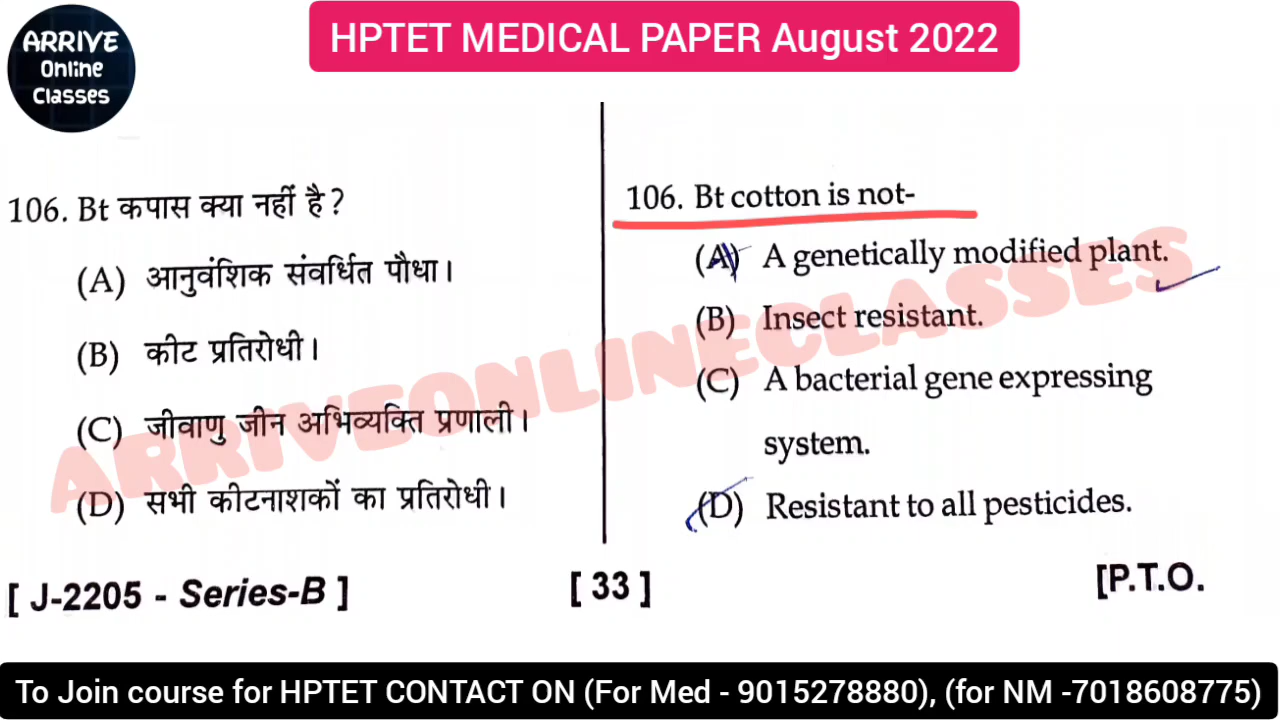 ARRIVE
Online
Classes
HPTET MEDICAL PAPER August 2022
106. Bt कपास क्या नहीं है?
(A) आनुवंशिक संवर्धित पौधा।
(B) कीट प्रतिरोधी।
(C) जीवाणु जीन अभिव्यक्ति प्रणाली।
(D) सभी कीटनाशकों का प्रतिरोधी।
106. Bt cotton is not-
(A) A genetically modified plant.
(B) Insect resistant.
(C) A bacterial gene expressing
system.
(D) Resistant to all pesticides.
ARRIVEONLINECLASSES
[ J-2205 - Series-B ]
[ 33 ]
[P.T.O.
To Join course for HPTET CONTACT ON (For Med - 9015278880), (for NM -7018608775)